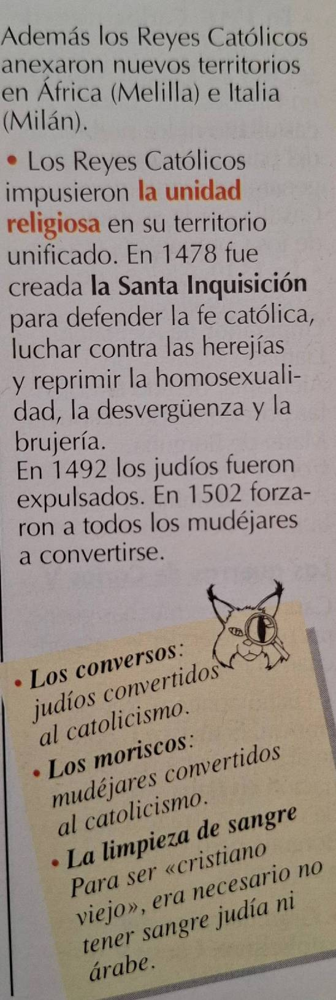 Además los Reyes Católicos
anexaron nuevos territorios
en África (Melilla) e Italia
(Milán).
• Los Reyes Católicos
impusieron la unidad
religiosa en su territorio
unificado. En 1478 fue
creada la Santa Inquisición
para defender la fe católica,
luchar contra las herejías
y reprimir la homosexuali-
dad, la desvergüenza y la
brujería.
En 1492 los judíos fueron
expulsados. En 1502 forza-
ron a todos los mudéjares
a convertirse.
• Los conversos:
judíos convertidos
al catolicismo.
• Los moriscos:
mudéjares convertidos
al catolicismo.
• La limpieza de sangre
Para ser «cristiano
viejo», era necesario no
tener sangre judía ni
árabe.